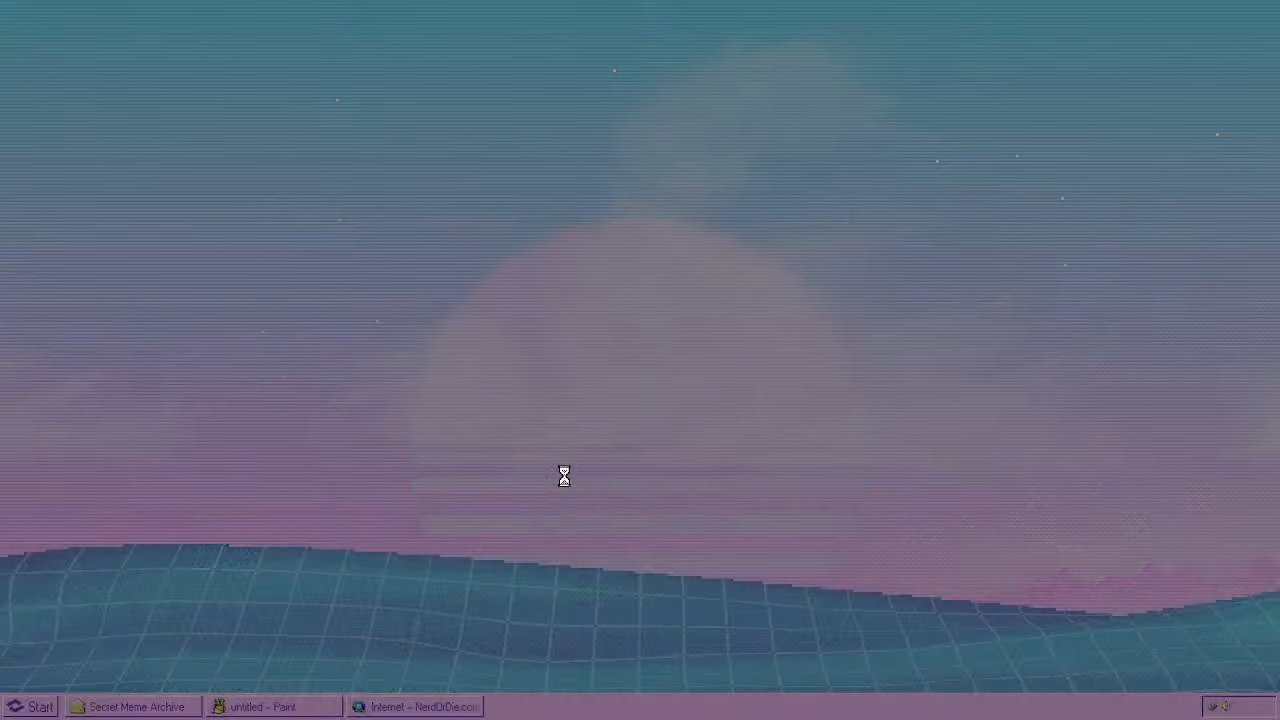 Start
Secret Meme Archive
untitled - Paint
Internet - NerdOrDie.com